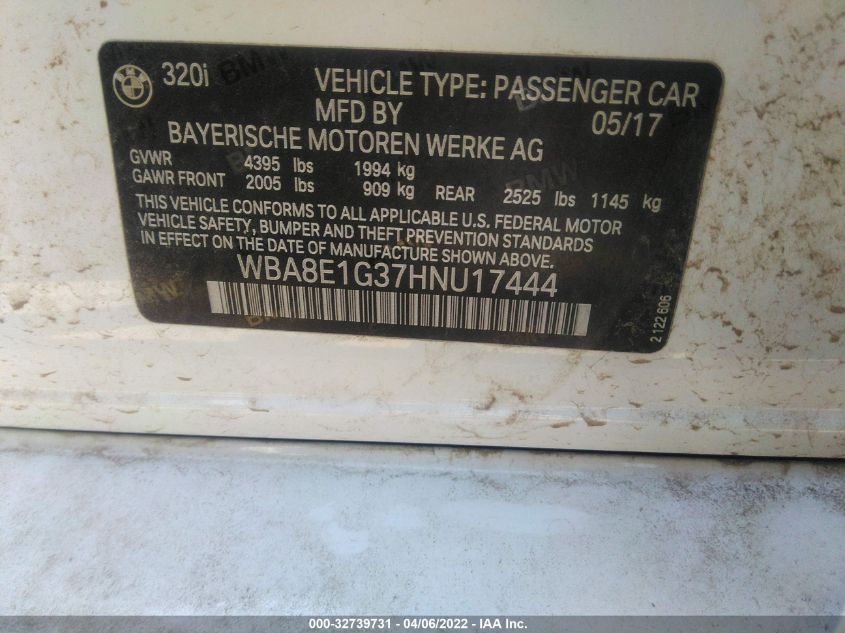 320i VEHICLE TYPE: PASSENGER CAR
MFD BY 05/17
BAYERISCHE MOTOREN WERKE AG
GVWR 4395 lbs 1994 kg
GAWR FRONT 2005 lbs 909 kg REAR 2525 lbs 1145 kg
THIS VEHICLE CONFORMS TO ALL APPLICABLE U.S. FEDERAL MOTOR
VEHICLE SAFETY, BUMPER AND THEFT PREVENTION STANDARDS
IN EFFECT ON THE DATE OF MANUFACTURE SHOWN ABOVE.
WBA8E1G37HNU17444
2 122 606
000-32739731 - 04/06/2022 - IAA Inc.